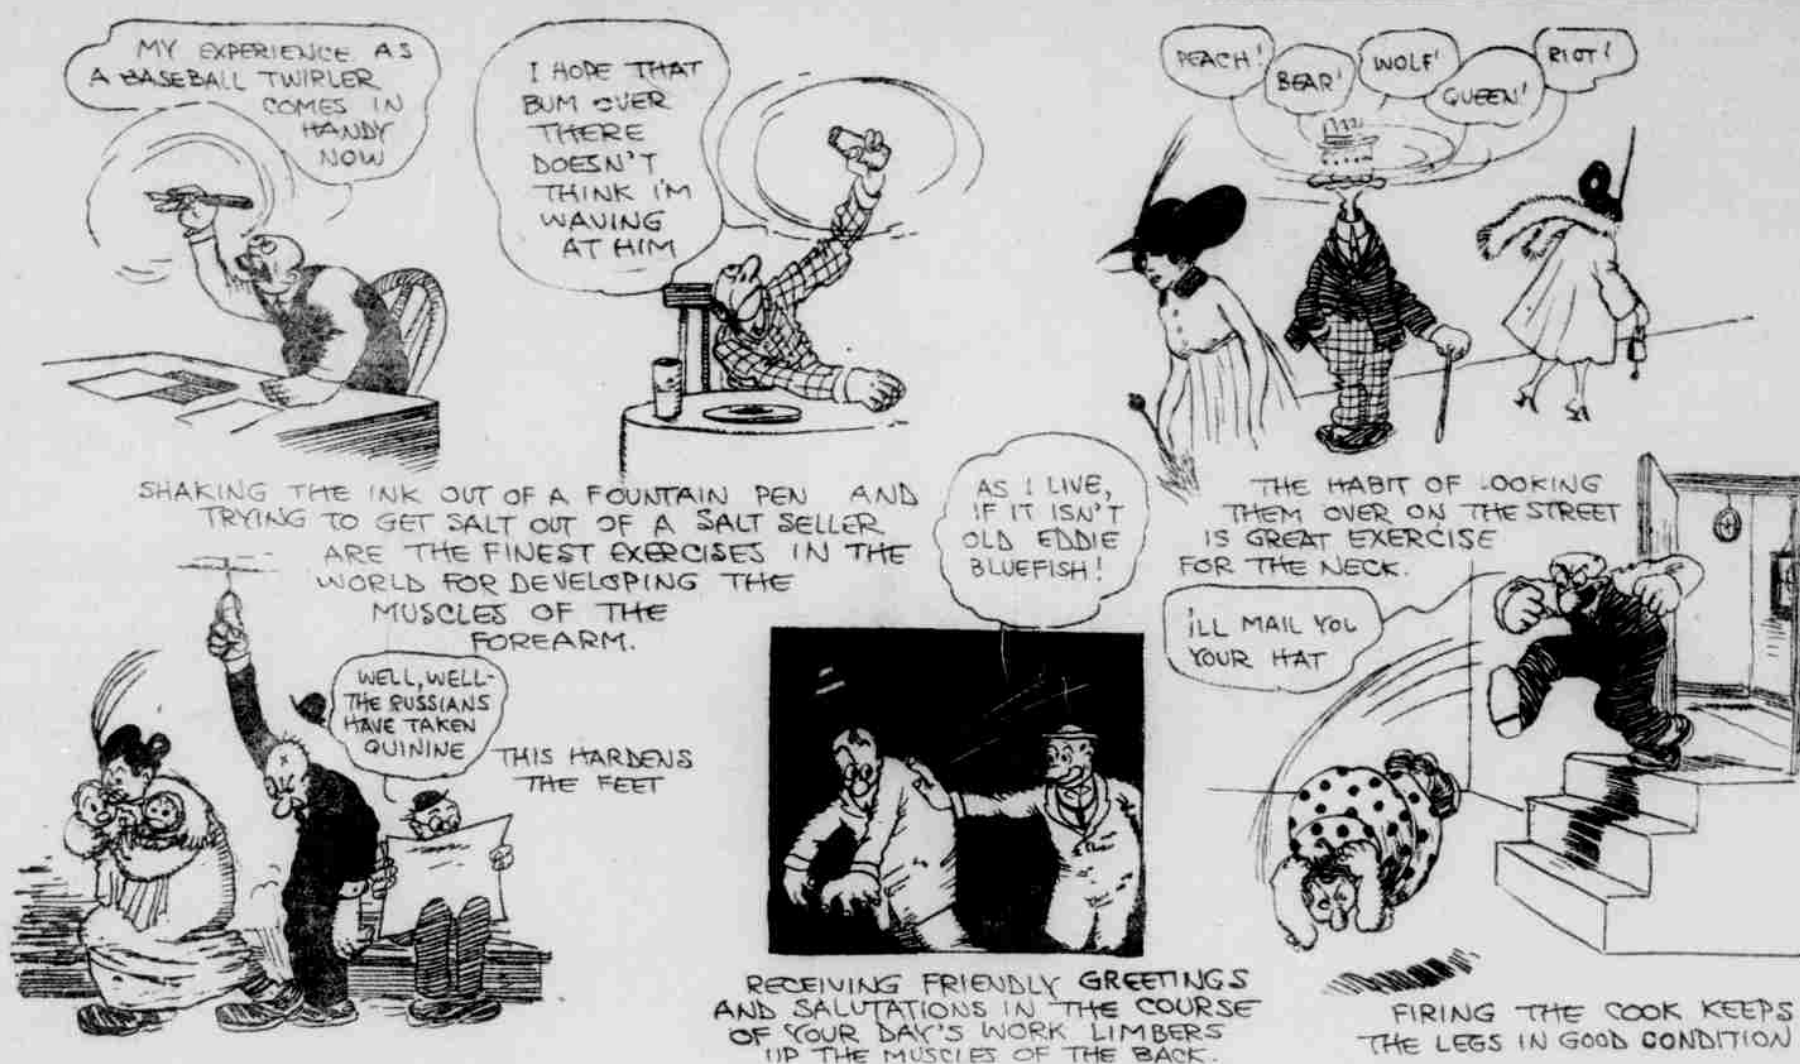 MY EXPERIENCE AS
A BASEBALL TWIRLER
COMES IN
HANDY
NOW
I HOPE THAT
BUM OVER
THERE
DOESN'T
THINK I'M
WAVING
AT HIM
SHAKING THE INK OUT OF A FOUNTAIN PEN AND
TRYING TO GET SALT OUT OF A SALT SELLER
ARE THE FINEST EXERCISES IN THE
WORLD FOR DEVELOPING THE
MUSCLES OF THE
FOREARM.
PEACH!
BEAR!
WOLF!
QUEEN!
RIOT!
THE HABIT OF LOOKING
THEM OVER ON THE STREET
IS GREAT EXERCISE
FOR THE NECK.
WELL, WELL-
THE RUSSIANS
HAVE TAKEN
QUININE
THIS HARDENS
THE FEET
AS I LIVE,
IF IT ISN'T
OLD EDDIE
BLUEFISH!
RECEIVING FRIENDLY GREETINGS
AND SALUTATIONS IN THE COURSE
OF YOUR DAY'S WORK LIMBERS
UP THE MUSCLES OF THE BACK.
I'LL MAIL YOU
YOUR HAT
FIRING THE COOK KEEPS
THE LEGS IN GOOD CONDITION